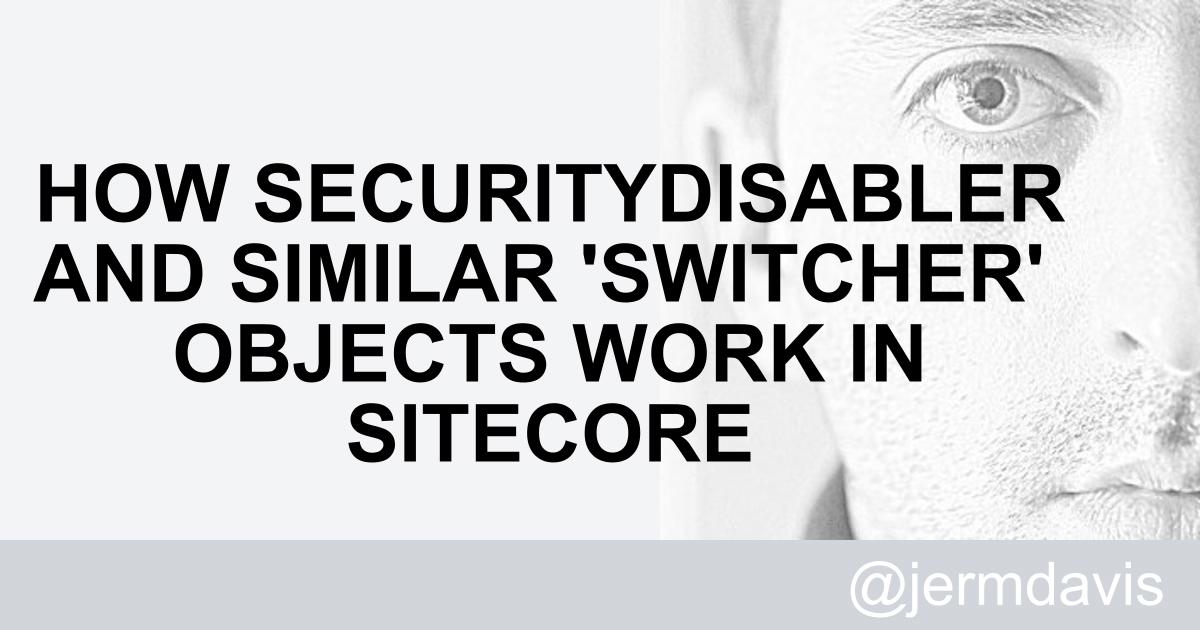 HOW SECURITYDISABLER
AND SIMILAR 'SWITCHER'
OBJECTS WORK IN
SITECORE
@jermdavis